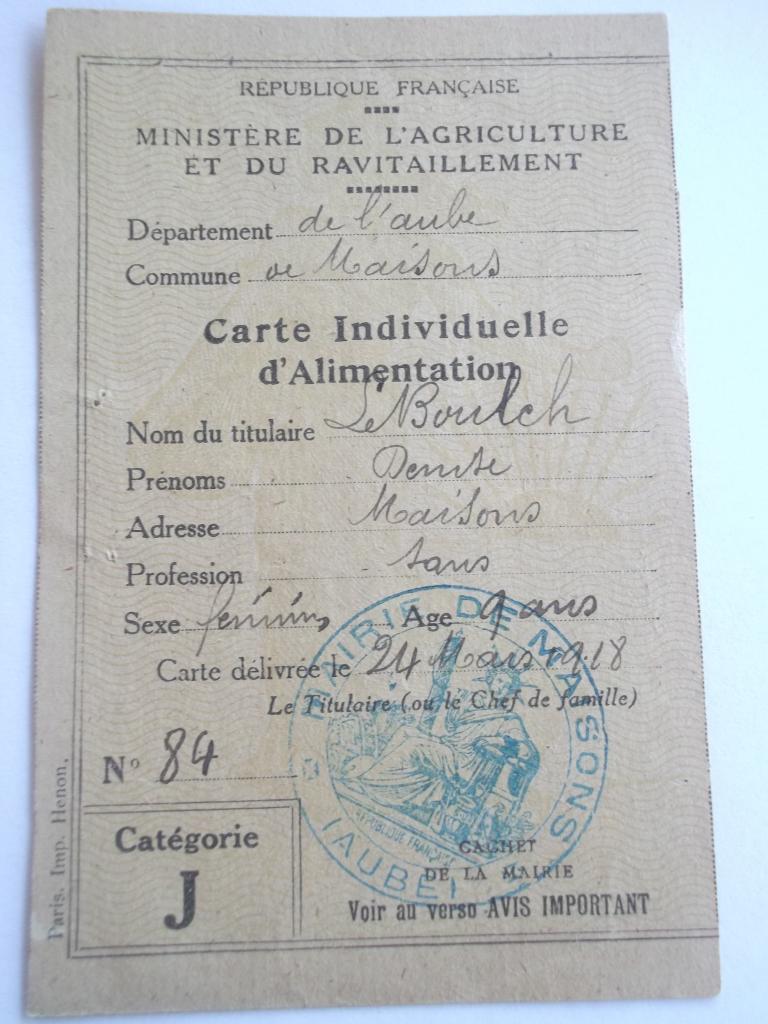 RÉPUBLIQUE FRANÇAISE
MINISTÈRE DE L'AGRICULTURE
ET DU RAVITAILLEMENT
Département de l'aube
Commune de Maisons
Carte Individuelle
d'Alimentation
Nom du titulaire Le Boulch
Prénoms Denise
Adresse Maisons
Profession sans
Sexe féminin Age 9 ans
Carte délivrée le 24 Mars 1918
Le Titulaire (ou le Chef de famille)
N° 84
Catégorie
J
MAIRIE DE MAISONS
(AUBE)
RÉPUBLIQUE FRANÇAISE
CACHET
DE LA MAIRIE
Voir au verso AVIS IMPORTANT
Paris. Imp. Henon.